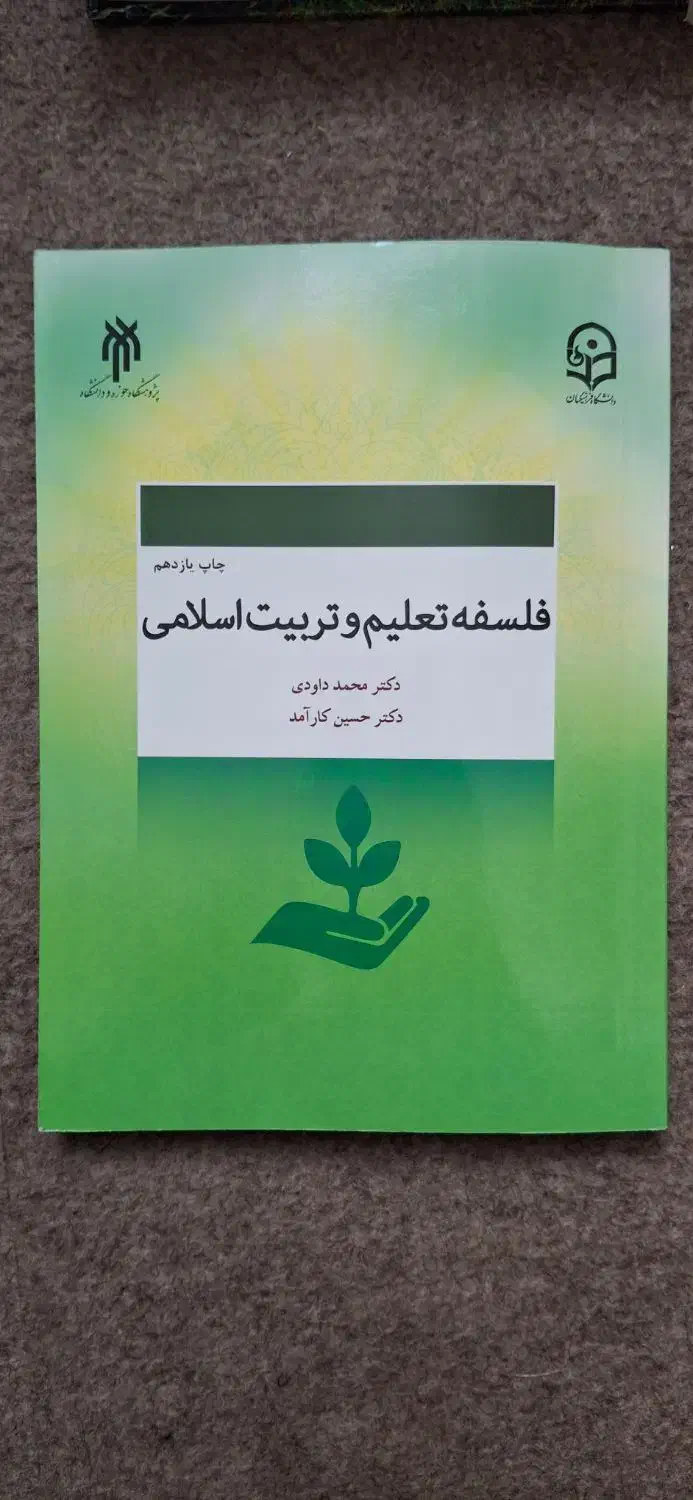 دانشگاه فرهنگیان
پژوهشگاه حوزه و دانشگاه
چاپ یازدهم
فلسفه تعلیم و تربیت اسلامی
دکتر محمد داودی
دکتر حسین کارآمد